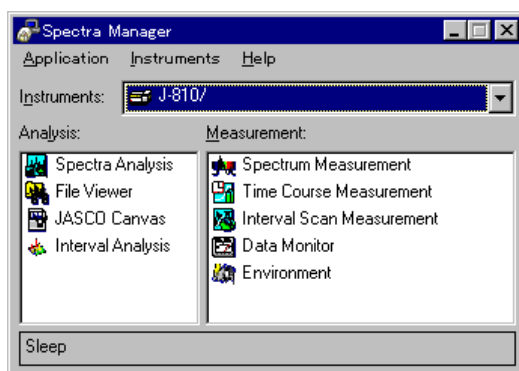 Spectra Manager
Application Instruments Help
Instruments: J-810/
Analysis: Measurement:
Spectra Analysis
File Viewer
JASCO Canvas
Interval Analysis
Spectrum Measurement
Time Course Measurement
Interval Scan Measurement
Data Monitor
Environment
Sleep